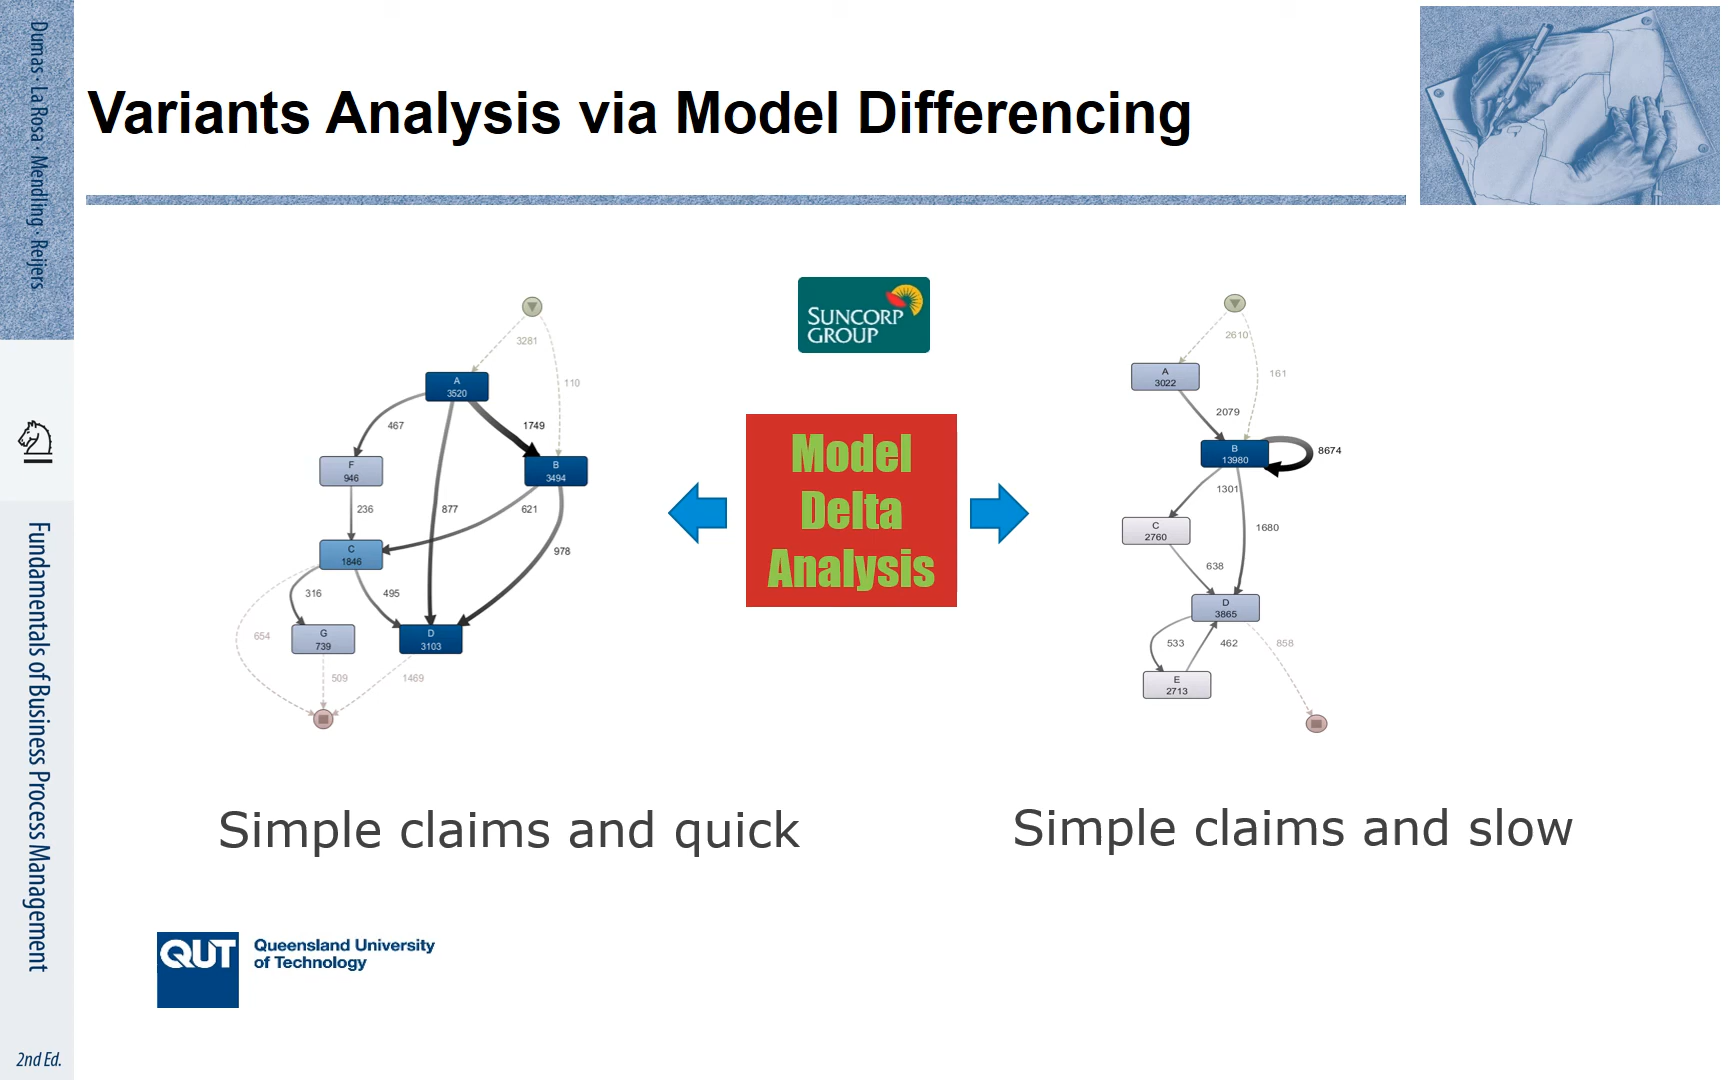 Dumas · La Rosa · Mendling · Reijers
Fundamentals of Business Process Management
2nd Ed.
Variants Analysis via Model Differencing
SUNCORP
GROUP
Model
Delta
Analysis
3281
110
A
3520
467
1749
F
946
B
3494
236
877
621
978
C
1846
316
495
654
G
739
D
3103
509
1469
2610
161
A
3022
2079
B
13980
8674
1301
C
2760
1680
638
D
3865
533
462
858
E
2713
Simple claims and quick
Simple claims and slow
QUT
Queensland University
of Technology